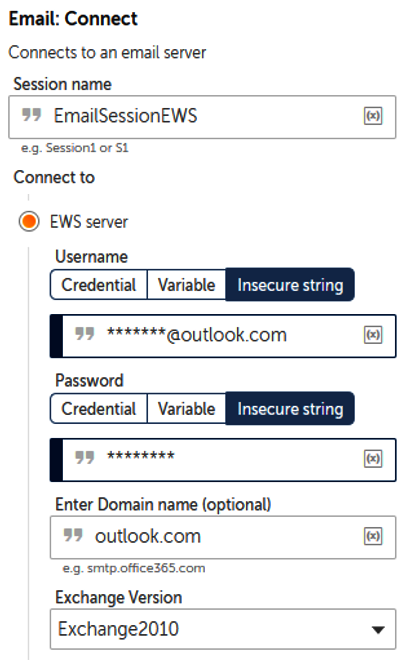 Email: Connect
Connects to an email server
Session name
EmailSessionEWS
(x)
e.g. Session1 or S1
Connect to
EWS server
Username
Credential Variable Insecure string
*******@outlook.com
(x)
Password
Credential Variable Insecure string
********
(x)
Enter Domain name (optional)
outlook.com
(x)
e.g. smtp.office365.com
Exchange Version
Exchange2010